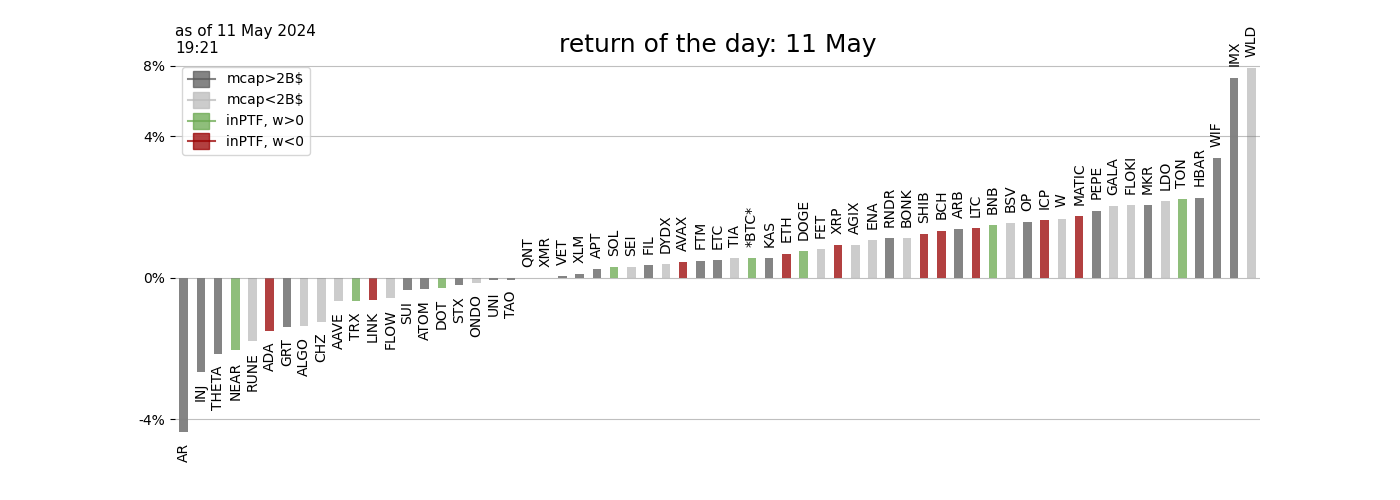 as of 11 May 2024
19:21
return of the day: 11 May
8%
4%
0%
-4%
mcap>2B$
mcap<2B$
inPTF, w>0
inPTF, w<0
AR
INJ
THETA
NEAR
RUNE
ADA
GRT
ALGO
CHZ
AAVE
TRX
LINK
FLOW
SUI
ATOM
DOT
STX
ONDO
UNI
TAO
QNT
XMR
VET
XLM
APT
SOL
SEI
FIL
DYDX
AVAX
FTM
ETC
TIA
*BTC*
KAS
ETH
DOGE
FET
XRP
AGIX
ENA
RNDR
BONK
SHIB
BCH
ARB
LTC
BNB
BSV
OP
ICP
W
MATIC
PEPE
GALA
FLOKI
MKR
LDO
TON
HBAR
WIF
IMX
WLD